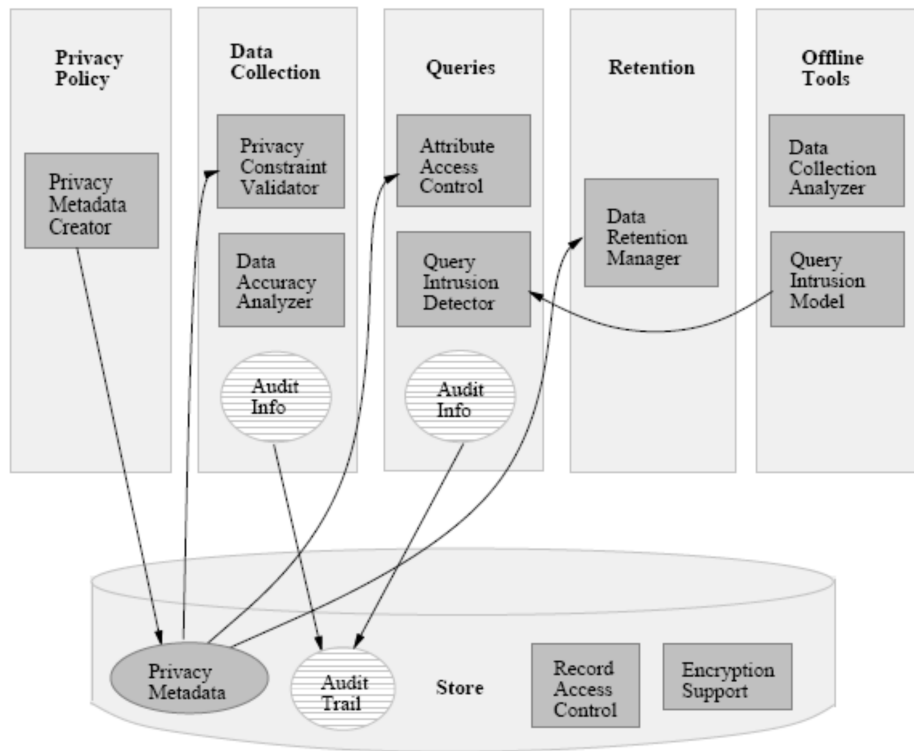 Privacy
Policy
Privacy
Metadata
Creator
Data
Collection
Privacy
Constraint
Validator
Data
Accuracy
Analyzer
Audit
Info
Queries
Attribute
Access
Control
Query
Intrusion
Detector
Audit
Info
Retention
Data
Retention
Manager
Offline
Tools
Data
Collection
Analyzer
Query
Intrusion
Model
Privacy
Metadata
Audit
Trail
Store
Record
Access
Control
Encryption
Support